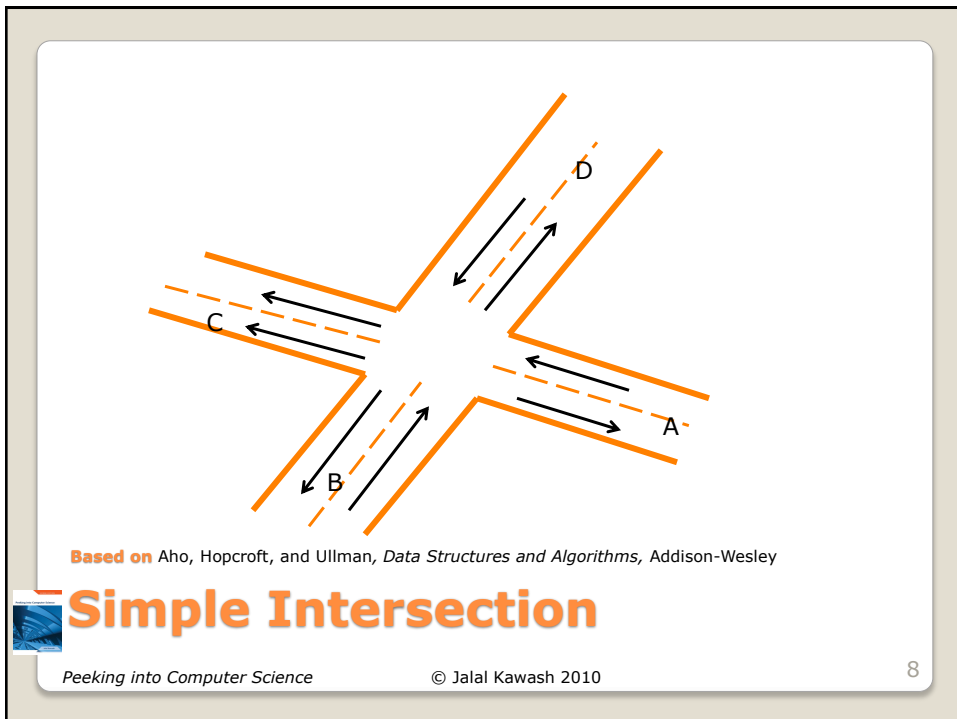 D
C
A
B
Based on Aho, Hopcroft, and Ullman, Data Structures and Algorithms, Addison-Wesley
Simple Intersection
Peeking into Computer Science © Jalal Kawash 2010 8